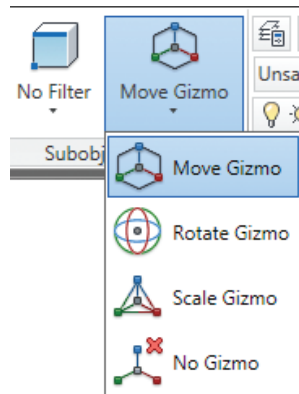 No Filter
Move Gizmo
Unsa
Subobj
Move Gizmo
Rotate Gizmo
Scale Gizmo
No Gizmo